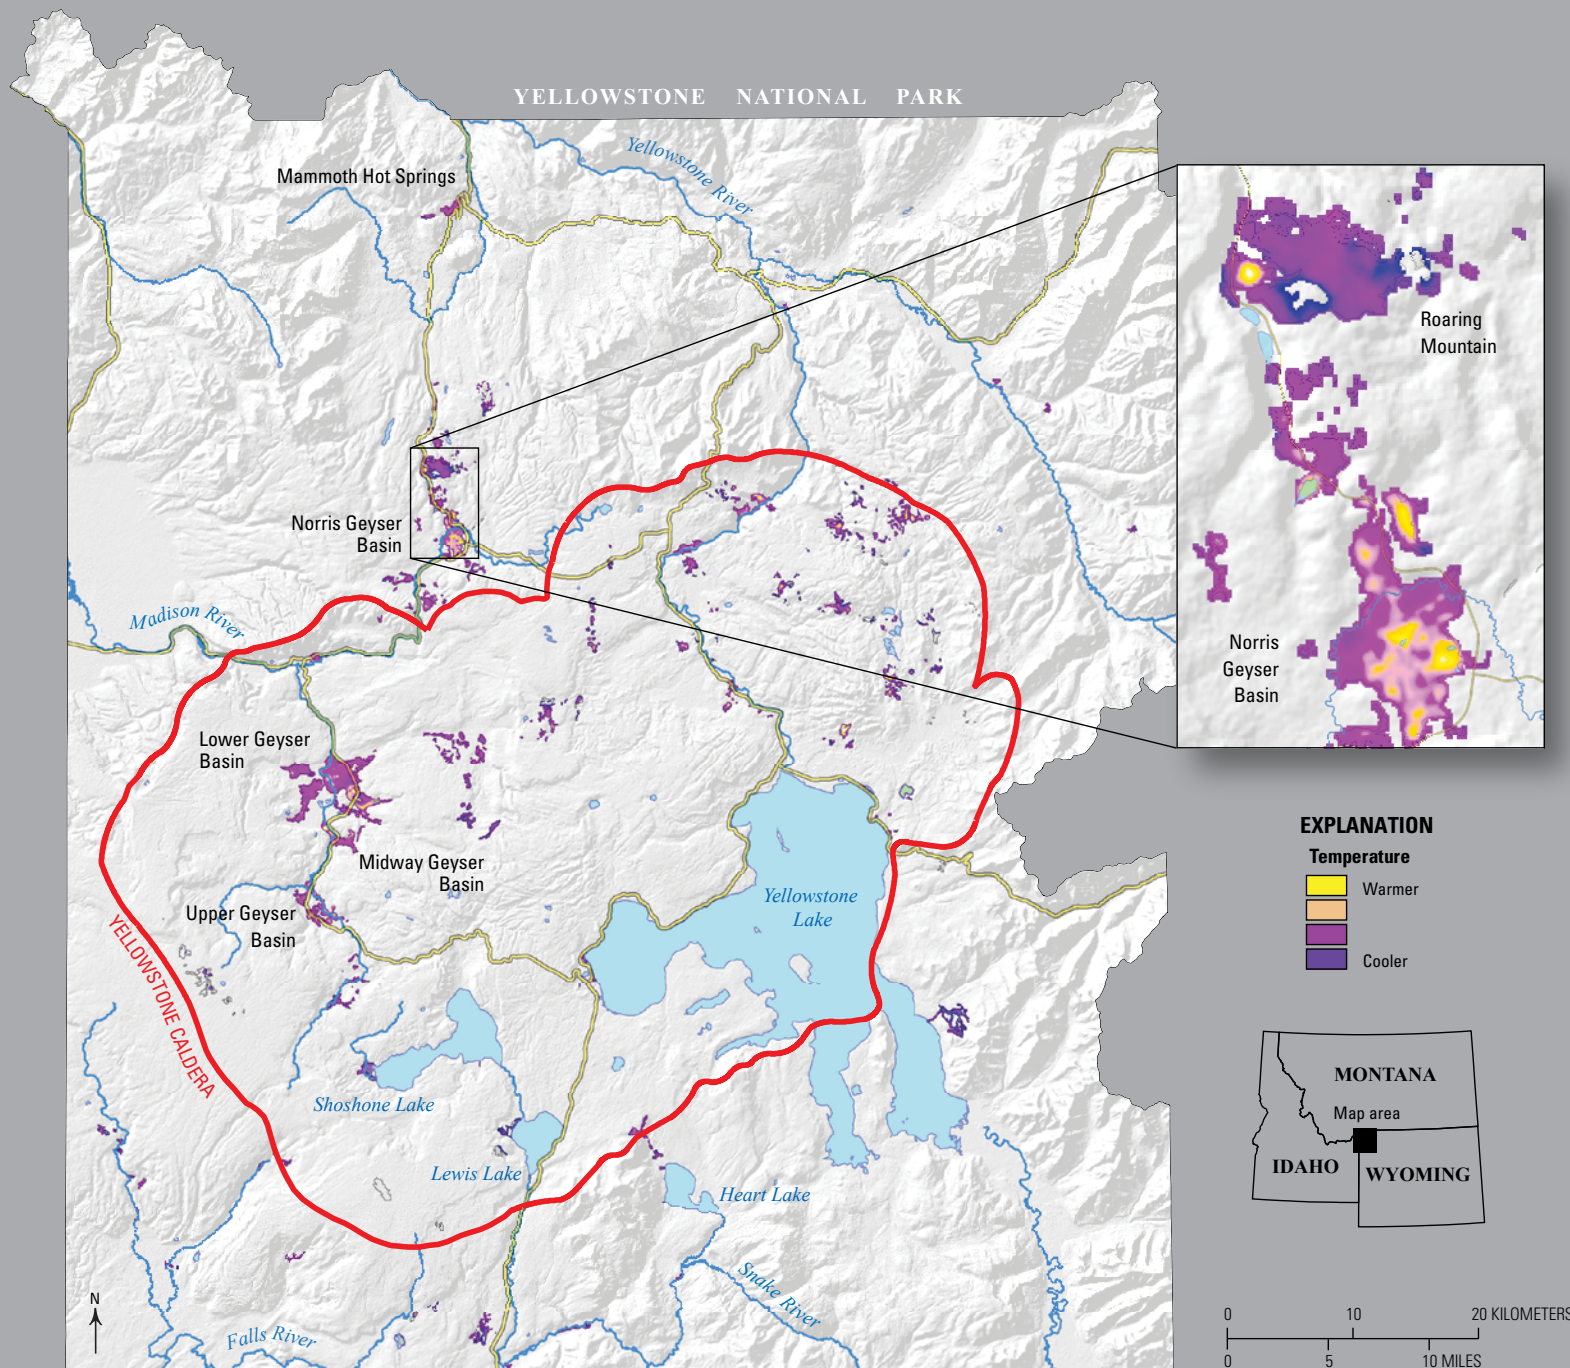 YELLOWSTONE NATIONAL PARK
Yellowstone River
Mammoth Hot Springs
Roaring
Mountain
Norris Geyser
Basin
Madison River
Norris
Geyser
Basin
Lower Geyser
Basin
Midway Geyser
Basin
Upper Geyser
Basin
Yellowstone
Lake
YELLOWSTONE CALDERA
Shoshone Lake
Lewis Lake
Heart Lake
Snake River
Falls River
N
EXPLANATION
Temperature
Warmer
Cooler
MONTANA
Map area
IDAHO
WYOMING
0 10 20 KILOMETERS
0 5 10 MILES